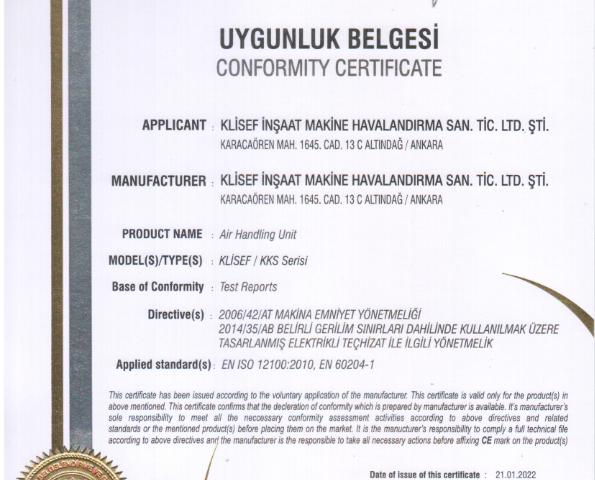 UYGUNLUK BELGESİ
CONFORMITY CERTIFICATE
APPLICANT : KLİSEF İNŞAAT MAKİNE HAVALANDIRMA SAN. TİC. LTD. ŞTİ.
KARACAÖREN MAH. 1645. CAD. 13 C ALTINDAĞ / ANKARA
MANUFACTURER : KLİSEF İNŞAAT MAKİNE HAVALANDIRMA SAN. TİC. LTD. ŞTİ.
KARACAÖREN MAH. 1645. CAD. 13 C ALTINDAĞ / ANKARA
PRODUCT NAME : Air Handling Unit
MODEL(S)/TYPE(S) : KLİSEF / KKS Serisi
Base of Conformity : Test Reports
Directive(s) : 2006/42/AT MAKİNA EMNİYET YÖNETMELİĞİ
2014/35/AB BELİRLİ GERİLİM SINIRLARI DAHİLİNDE KULLANILMAK ÜZERE
TASARLANMIŞ ELEKTRİKLİ TEÇHİZAT İLE İLGİLİ YÖNETMELİK
Applied standard(s) : EN ISO 12100:2010, EN 60204-1
This certificate has been issued according to the voluntary application of the manufacturer. This certificate is valid only for the product(s) in
above mentioned. This certificate confirms that the decleration of conformity which is prepared by manufacturer is available. It's manufacturer's
sole responsibility to meet all the neccessary conformity assessment activities according to above directives and related
standards or the mentioned product(s) before placing them on the market. It is the manucturer's responsibility to comply a full technical file
according to above directives and the manufacturer is the responsible to take all necessary actions before affixing CE mark on the product(s)
Date of issue of this certificate : 21.01.2022